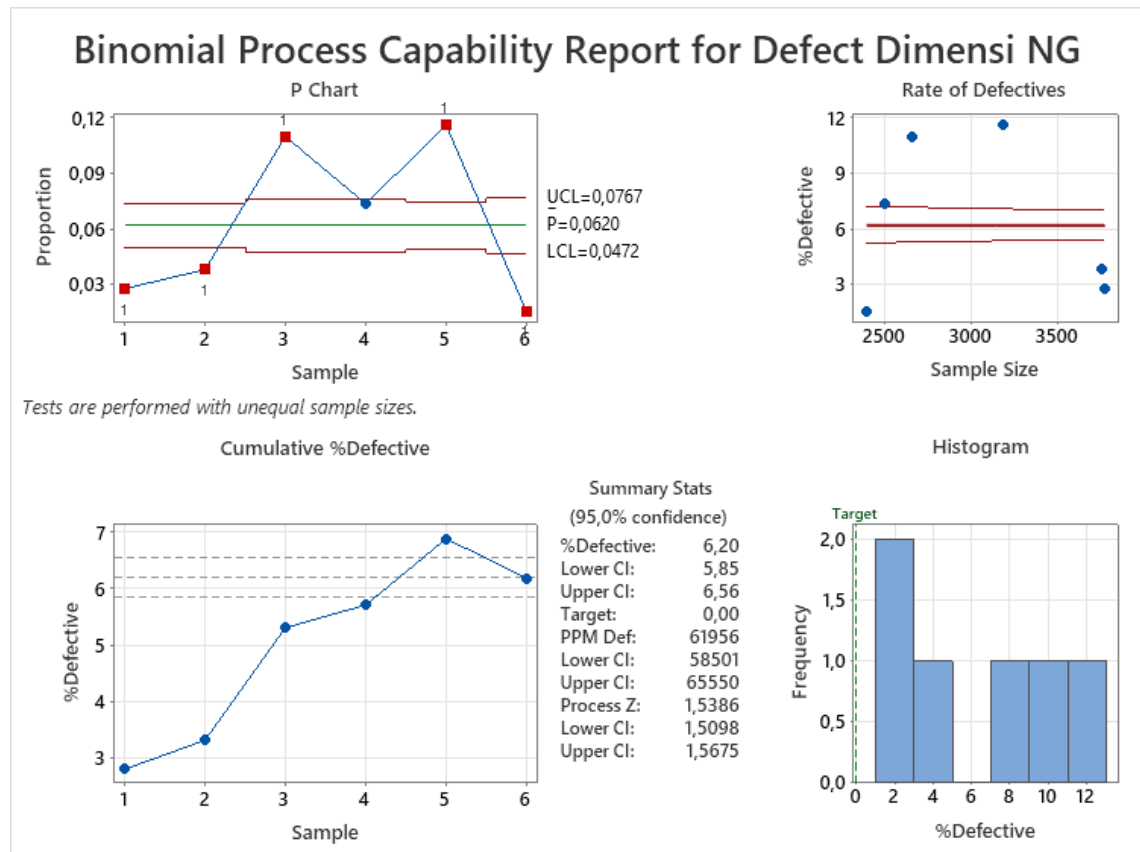 Binomial Process Capability Report for Defect Dimensi NG
P Chart
0,12
0,09
0,06
0,03
Proportion
1
1
1
1
1
UCL=0,0767
P̄=0,0620
LCL=0,0472
1 2 3 4 5 6
Sample
Tests are performed with unequal sample sizes.
Rate of Defectives
12
9
6
3
%Defective
2500 3000 3500
Sample Size
Cumulative %Defective
7
6
5
4
3
%Defective
1 2 3 4 5 6
Sample
Summary Stats
(95,0% confidence)
%Defective: 6,20
Lower CI: 5,85
Upper CI: 6,56
Target: 0,00
PPM Def: 61956
Lower CI: 58501
Upper CI: 65550
Process Z: 1,5386
Lower CI: 1,5098
Upper CI: 1,5675
Histogram
Target
2,0
1,5
1,0
0,5
0,0
Frequency
0 2 4 6 8 10 12
%Defective